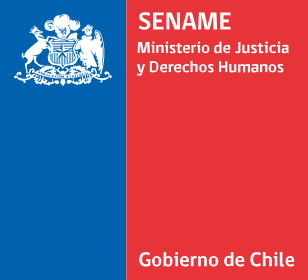 SENAME
Ministerio de Justicia
y Derechos Humanos
Gobierno de Chile